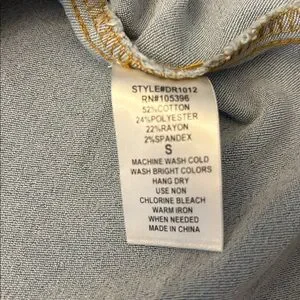 STYLE#DR1012
RN#105396
52%COTTON
24%POLYESTER
22%RAYON
2%SPANDEX
S
MACHINE WASH COLD
WASH BRIGHT COLORS
HANG DRY
USE NON
CHLORINE BLEACH
WARM IRON
WHEN NEEDED
MADE IN CHINA